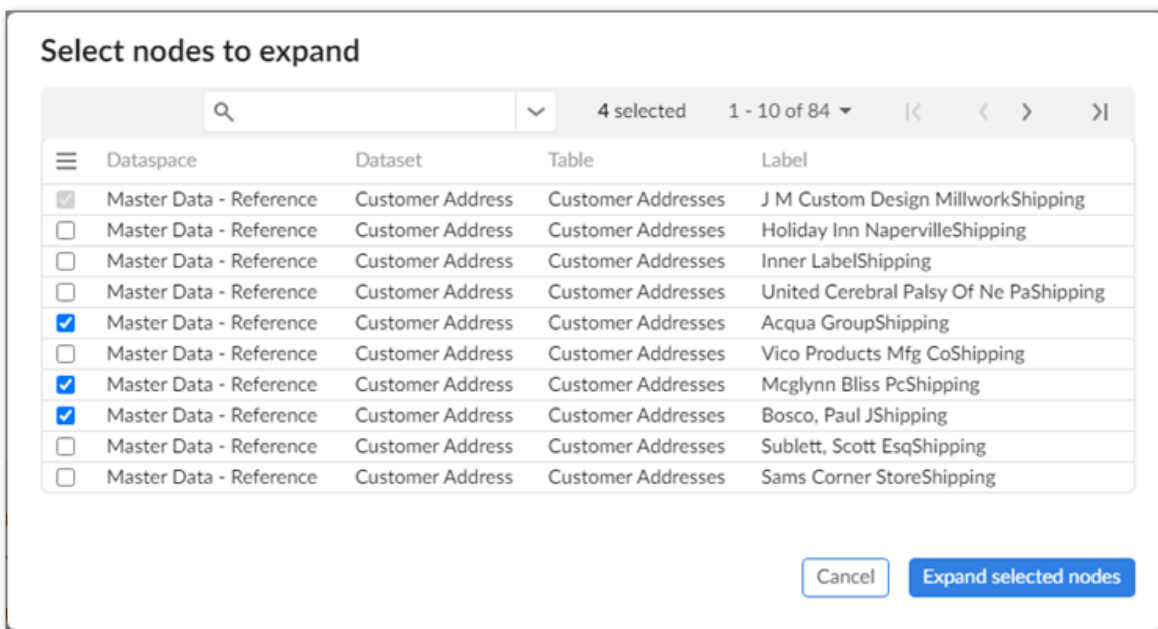 Select nodes to expand
4 selected 1 - 10 of 84
Dataspace Dataset Table Label
Master Data - Reference Customer Address Customer Addresses J M Custom Design MillworkShipping
Master Data - Reference Customer Address Customer Addresses Holiday Inn NapervilleShipping
Master Data - Reference Customer Address Customer Addresses Inner LabelShipping
Master Data - Reference Customer Address Customer Addresses United Cerebral Palsy Of Ne PaShipping
Master Data - Reference Customer Address Customer Addresses Acqua GroupShipping
Master Data - Reference Customer Address Customer Addresses Vico Products Mfg CoShipping
Master Data - Reference Customer Address Customer Addresses Mcglynn Bliss PcShipping
Master Data - Reference Customer Address Customer Addresses Bosco, Paul JShipping
Master Data - Reference Customer Address Customer Addresses Sublett, Scott EsqShipping
Master Data - Reference Customer Address Customer Addresses Sams Corner StoreShipping
Cancel Expand selected nodes